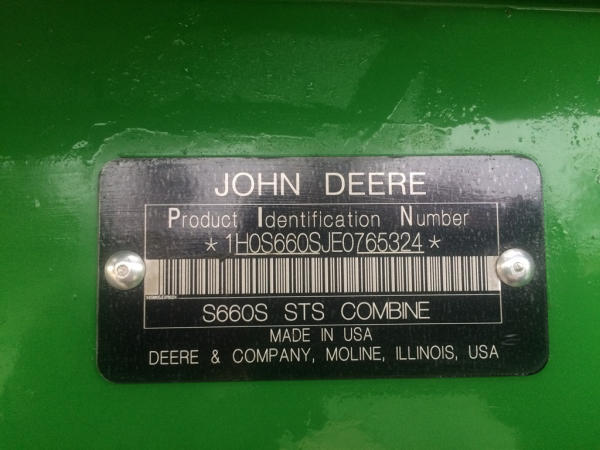 JOHN DEERE
Product Identification Number
*1H0S660SJE0765324*
S660S STS COMBINE
MADE IN USA
DEERE & COMPANY, MOLINE, ILLINOIS, USA